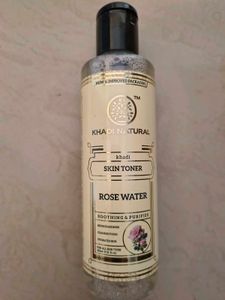 NEW & IMPROVED PACKAGING
TM
KHADI NATURAL
khadi
SKIN TONER
ROSE WATER
SOOTHING & PURIFIES